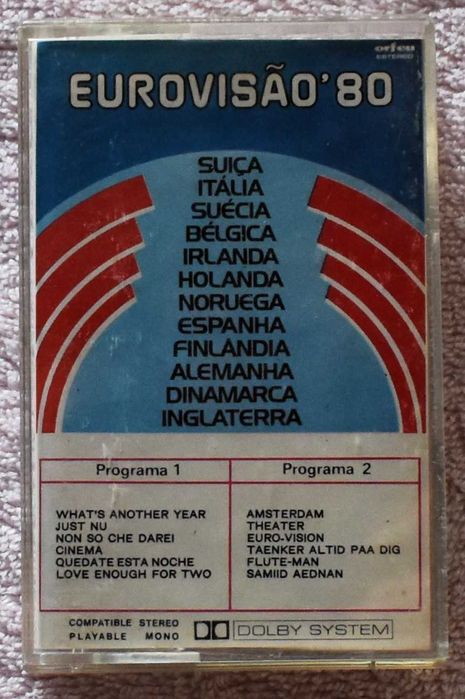 orfeu
ESTEREO
EUROVISÃO'80
SUIÇA
ITÁLIA
SUÉCIA
BÉLGICA
IRLANDA
HOLANDA
NORUEGA
ESPANHA
FINLÂNDIA
ALEMANHA
DINAMARCA
INGLATERRA
Programa 1
WHAT'S ANOTHER YEAR
JUST NU
NON SO CHE DAREI
CINEMA
QUEDATE ESTA NOCHE
LOVE ENOUGH FOR TWO
Programa 2
AMSTERDAM
THEATER
EURO-VISION
TAENKER ALTID PAA DIG
FLUTE-MAN
SAMIID AEDNAN
COMPATIBLE STEREO
PLAYABLE MONO
DOLBY SYSTEM